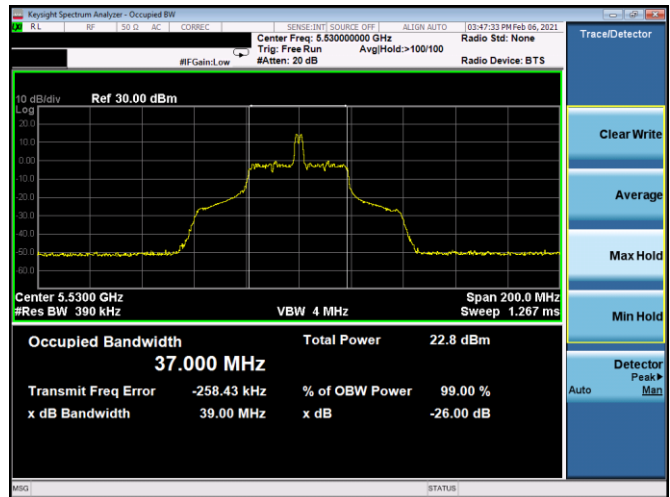 Keysight Spectrum Analyzer - Occupied BW
RL RF 50 Ω AC CORREC SENSE:INT SOURCE OFF ALIGN AUTO 03:47:33 PM Feb 06, 2021
Center Freq: 5.530000000 GHz Radio Std: None
Trig: Free Run Avg|Hold:>100/100
#IFGain:Low #Atten: 20 dB Radio Device: BTS
Trace/Detector
10 dB/div Ref 30.00 dBm
Log
20.0
10.0
0.00
-10.0
-20.0
-30.0
-40.0
-50.0
-60.0
Center 5.5300 GHz Span 200.0 MHz
#Res BW 390 kHz VBW 4 MHz Sweep 1.267 ms
Occupied Bandwidth Total Power 22.8 dBm
37.000 MHz
Transmit Freq Error -258.43 kHz % of OBW Power 99.00 %
x dB Bandwidth 39.00 MHz x dB -26.00 dB
Clear Write
Average
Max Hold
Min Hold
Detector
Peak▶
Auto Man
MSG STATUS